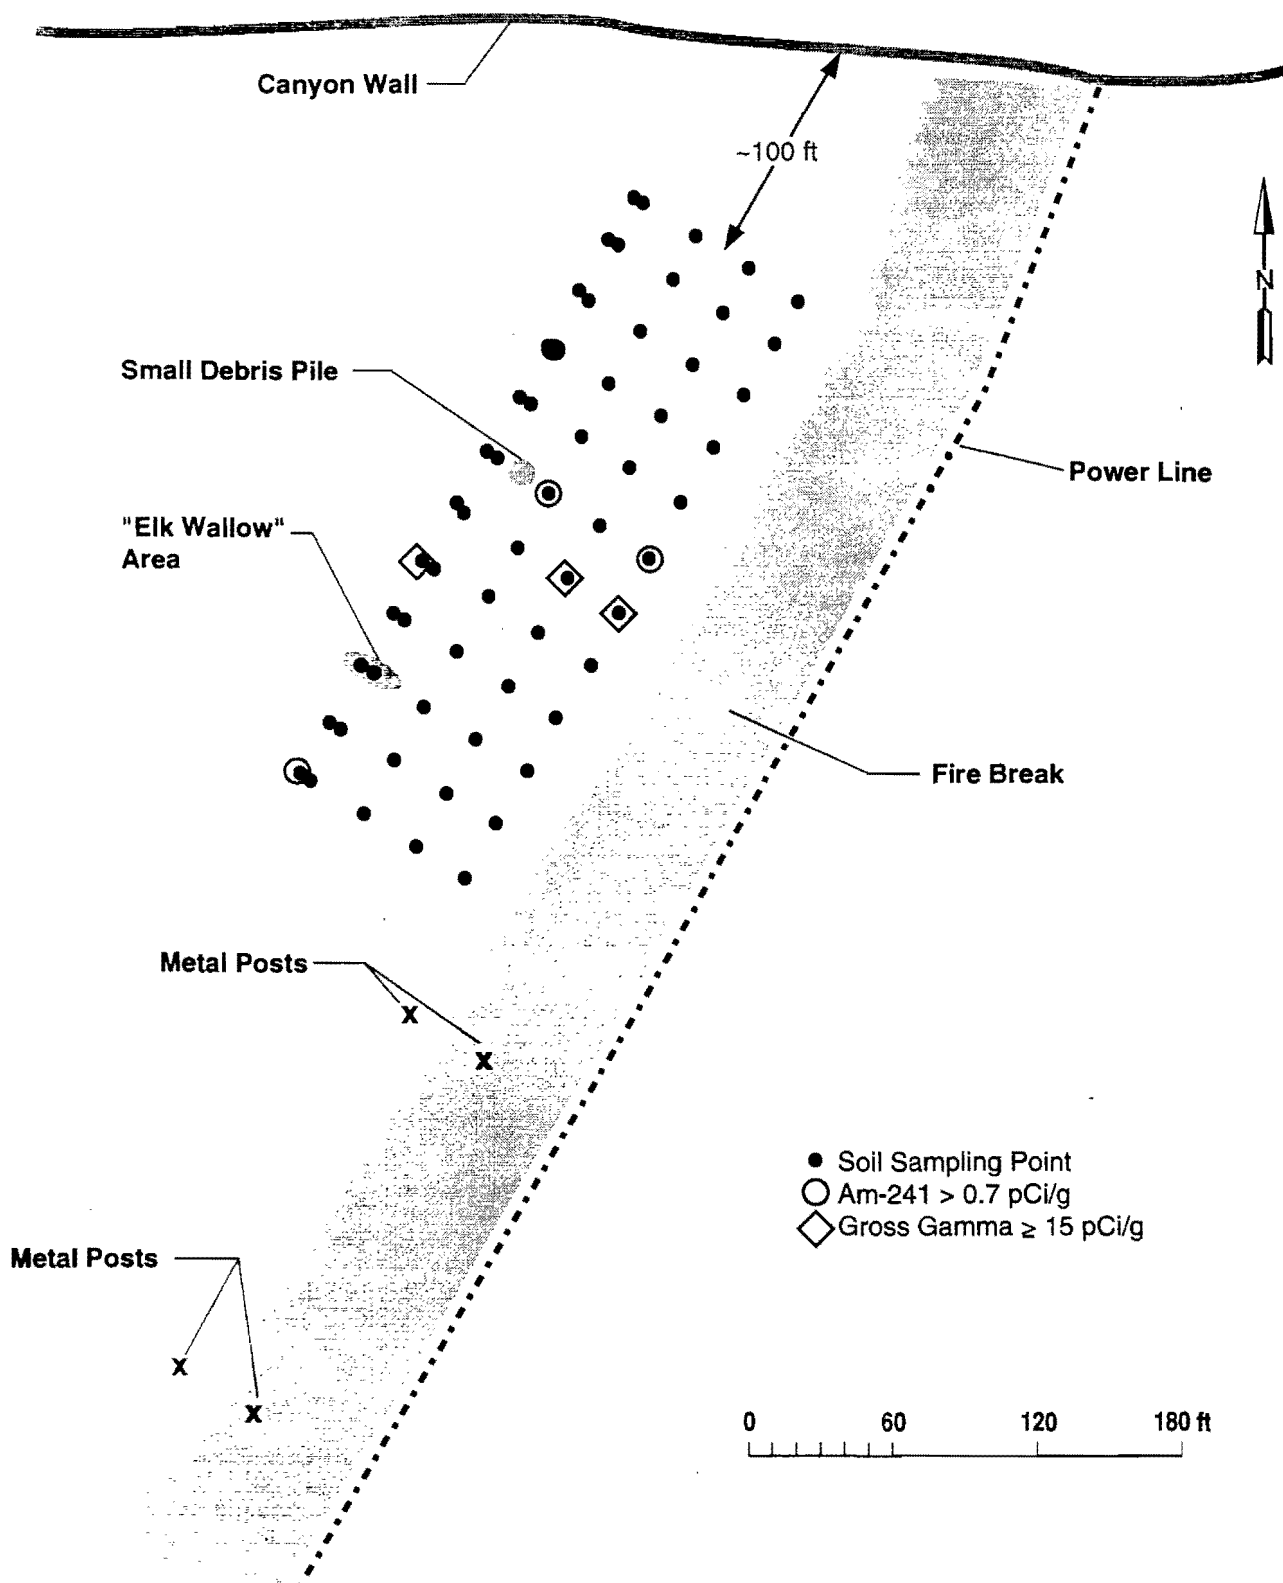 Canyon Wall
~100 ft
N
Small Debris Pile
Power Line
"Elk Wallow"
Area
Fire Break
Metal Posts
x
x
Soil Sampling Point
Am-241 > 0.7 pCi/g
Gross Gamma ≥ 15 pCi/g
Metal Posts
x
x
0 60 120 180 ft